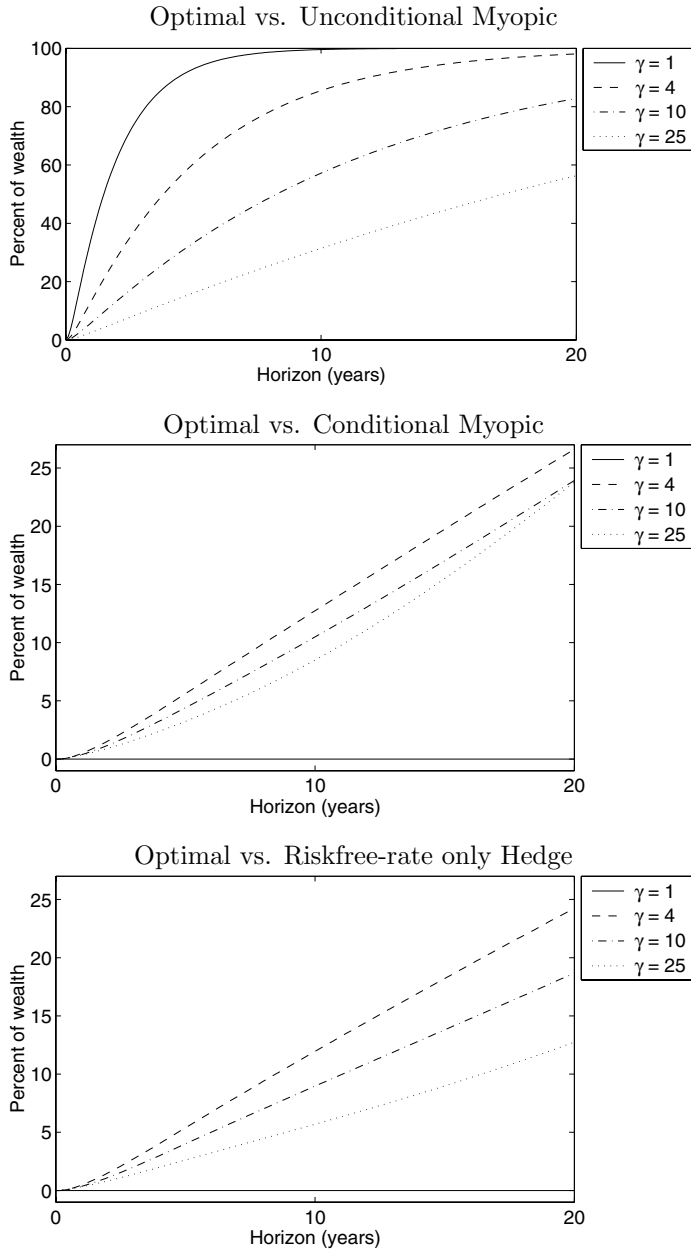 Optimal vs. Unconditional Myopic
100
80
60
40
20
0
Percent of wealth
0
10
20
Horizon (years)
γ = 1
γ = 4
γ = 10
γ = 25
Optimal vs. Conditional Myopic
25
20
15
10
5
0
Percent of wealth
0
10
20
Horizon (years)
γ = 1
γ = 4
γ = 10
γ = 25
Optimal vs. Riskfree-rate only Hedge
25
20
15
10
5
0
Percent of wealth
0
10
20
Horizon (years)
γ = 1
γ = 4
γ = 10
γ = 25